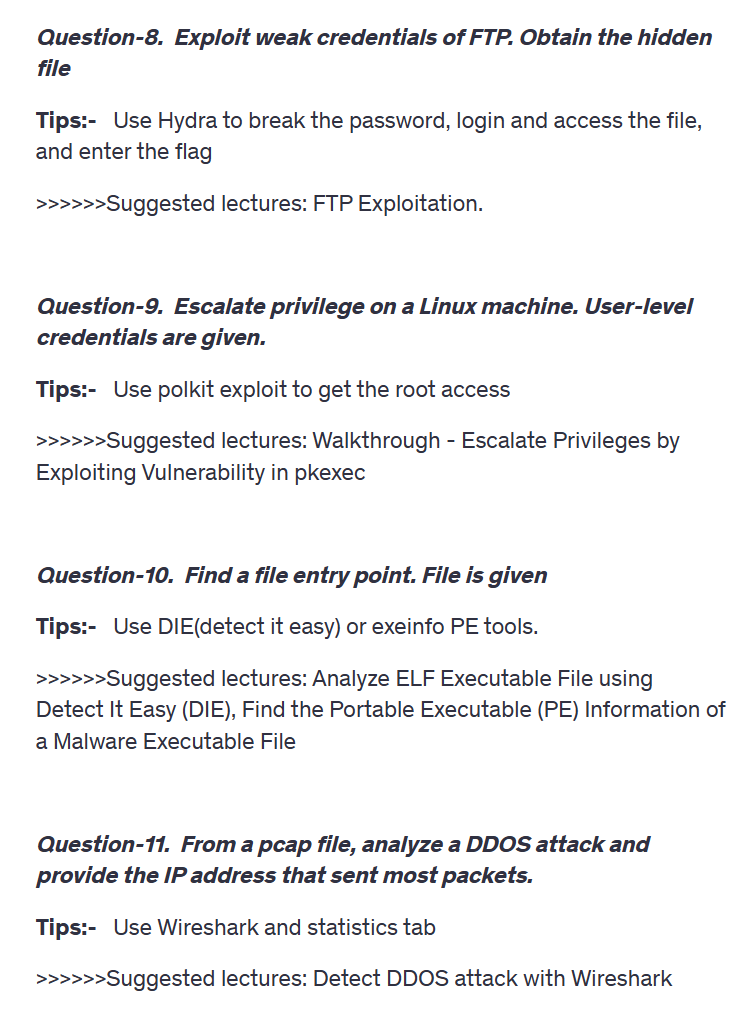 Question-8.  Exploit weak credentials of FTP. Obtain the hidden
file
Tips:-   Use Hydra to break the password, login and access the file,
and enter the flag
>>>>>>Suggested lectures: FTP Exploitation.
Question-9.  Escalate privilege on a Linux machine. User-level
credentials are given.
Tips:-   Use polkit exploit to get the root access
>>>>>>Suggested lectures: Walkthrough - Escalate Privileges by
Exploiting Vulnerability in pkexec
Question-10.  Find a file entry point. File is given
Tips:-   Use DIE(detect it easy) or exeinfo PE tools.
>>>>>>Suggested lectures: Analyze ELF Executable File using
Detect It Easy (DIE), Find the Portable Executable (PE) Information of
a Malware Executable File
Question-11.  From a pcap file, analyze a DDOS attack and
provide the IP address that sent most packets.
Tips:-   Use Wireshark and statistics tab
>>>>>>Suggested lectures: Detect DDOS attack with Wireshark